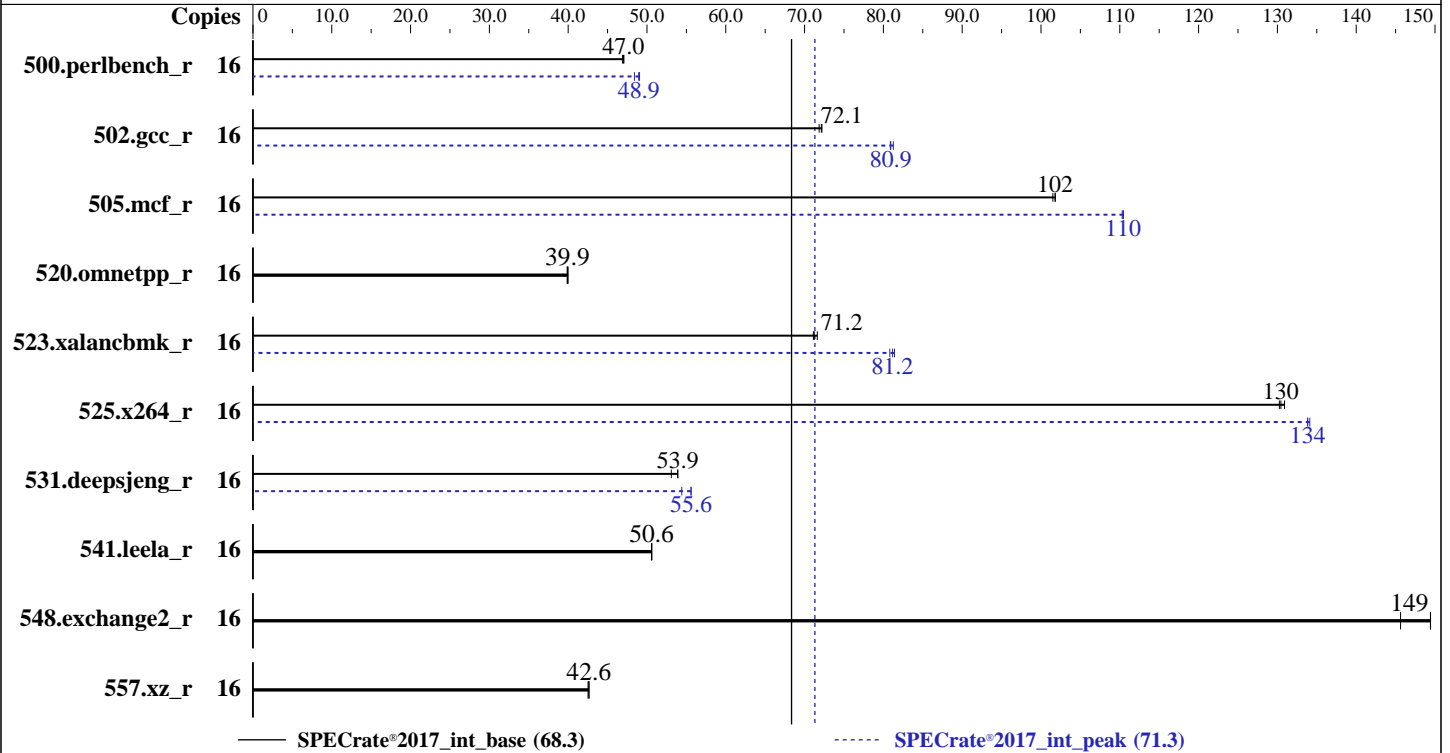 Copies 0 10.0 20.0 30.0 40.0 50.0 60.0 70.0 80.0 90.0 100 110 120 130 140 150
47.0
500.perlbench_r 16
48.9
72.1
502.gcc_r 16
80.9
102
505.mcf_r 16
110
39.9
520.omnetpp_r 16
71.2
523.xalancbmk_r 16
81.2
130
525.x264_r 16
134
53.9
531.deepsjeng_r 16
55.6
50.6
541.leela_r 16
149
548.exchange2_r 16
42.6
557.xz_r 16
SPECrate®2017_int_base (68.3) SPECrate®2017_int_peak (71.3)